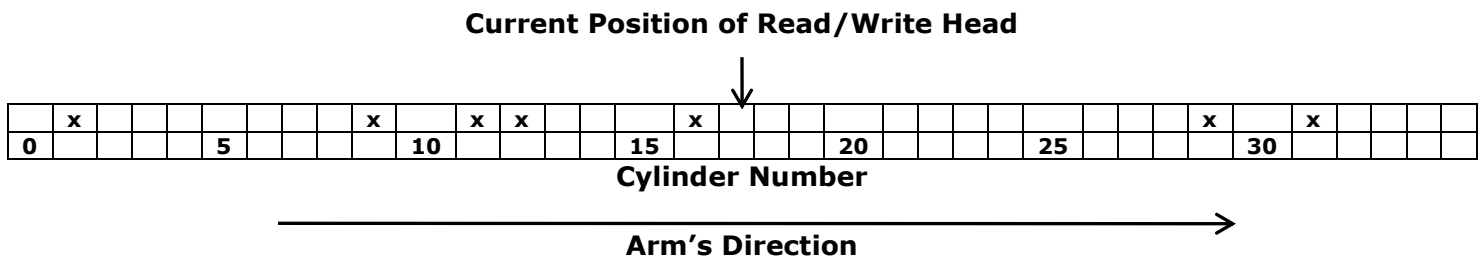 Current Position of Read/Write Head
x x x x x x x
0 5 10 15 20 25 30
Cylinder Number
Arm’s Direction